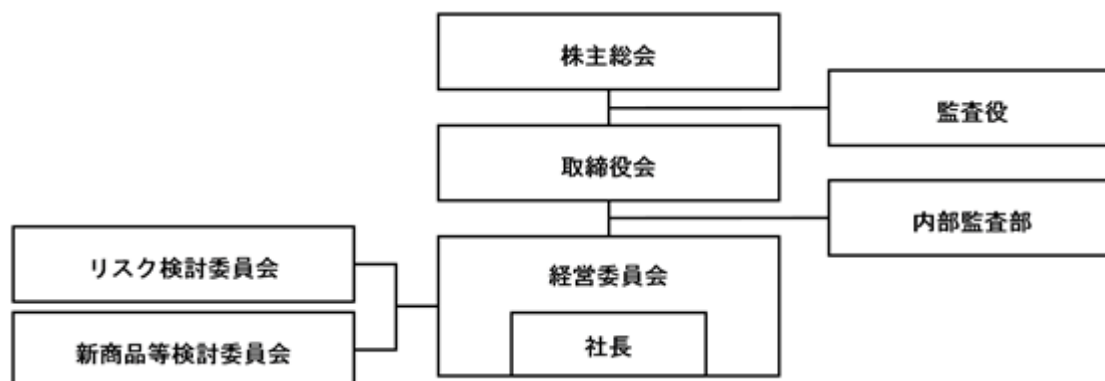 株主総会
監査役
取締役会
内部監査部
リスク検討委員会
経営委員会
新商品等検討委員会
社長